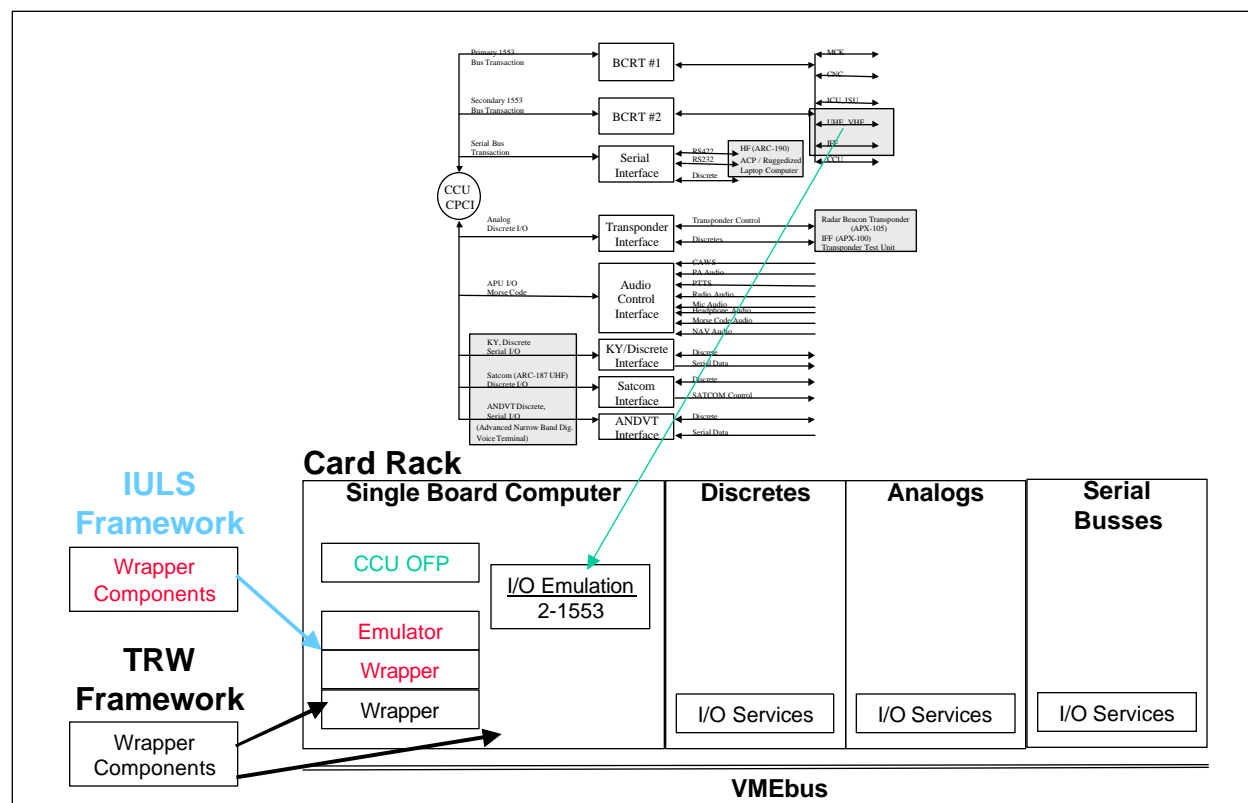 Primary 1553
Bus Transaction
BCRT #1
MCK
CNC
Secondary 1553
Bus Transaction
BCRT #2
ICU, ISU
UHF, VHF
IFF
CCU
Serial Bus
Transaction
Serial
Interface
RS422
RS232
Discrete
HF (ARC-190)
ACP / Ruggedized
Laptop Computer
CCU
CPCI
Analog
Discrete I/O
Transponder
Interface
Transponder Control
Discretes
Radar Beacon Transponder
(APX-105)
IFF (APX-100)
Transponder Test Unit
APU I/O
Morse Code
Audio
Control
Interface
CAWS
PA Audio
PTTS
Radio Audio
Mic Audio
Headphone Audio
Morse Code Audio
NAV Audio
KY, Discrete
Serial I/O
KY/Discrete
Interface
Discrete
Serial Data
Satcom (ARC-187 UHF)
Discrete I/O
Satcom
Interface
Discrete
SATCOM Control
ANDVT Discrete,
Serial I/O
(Advanced Narrow Band Dig.
Voice Terminal)
ANDVT
Interface
Discrete
Serial Data
Card Rack
IULS
Framework
Wrapper
Components
TRW
Framework
Wrapper
Components
Single Board Computer
CCU OFP
Emulator
Wrapper
Wrapper
I/O Emulation
2-1553
Discretes
I/O Services
Analogs
I/O Services
Serial
Busses
I/O Services
VMEbus